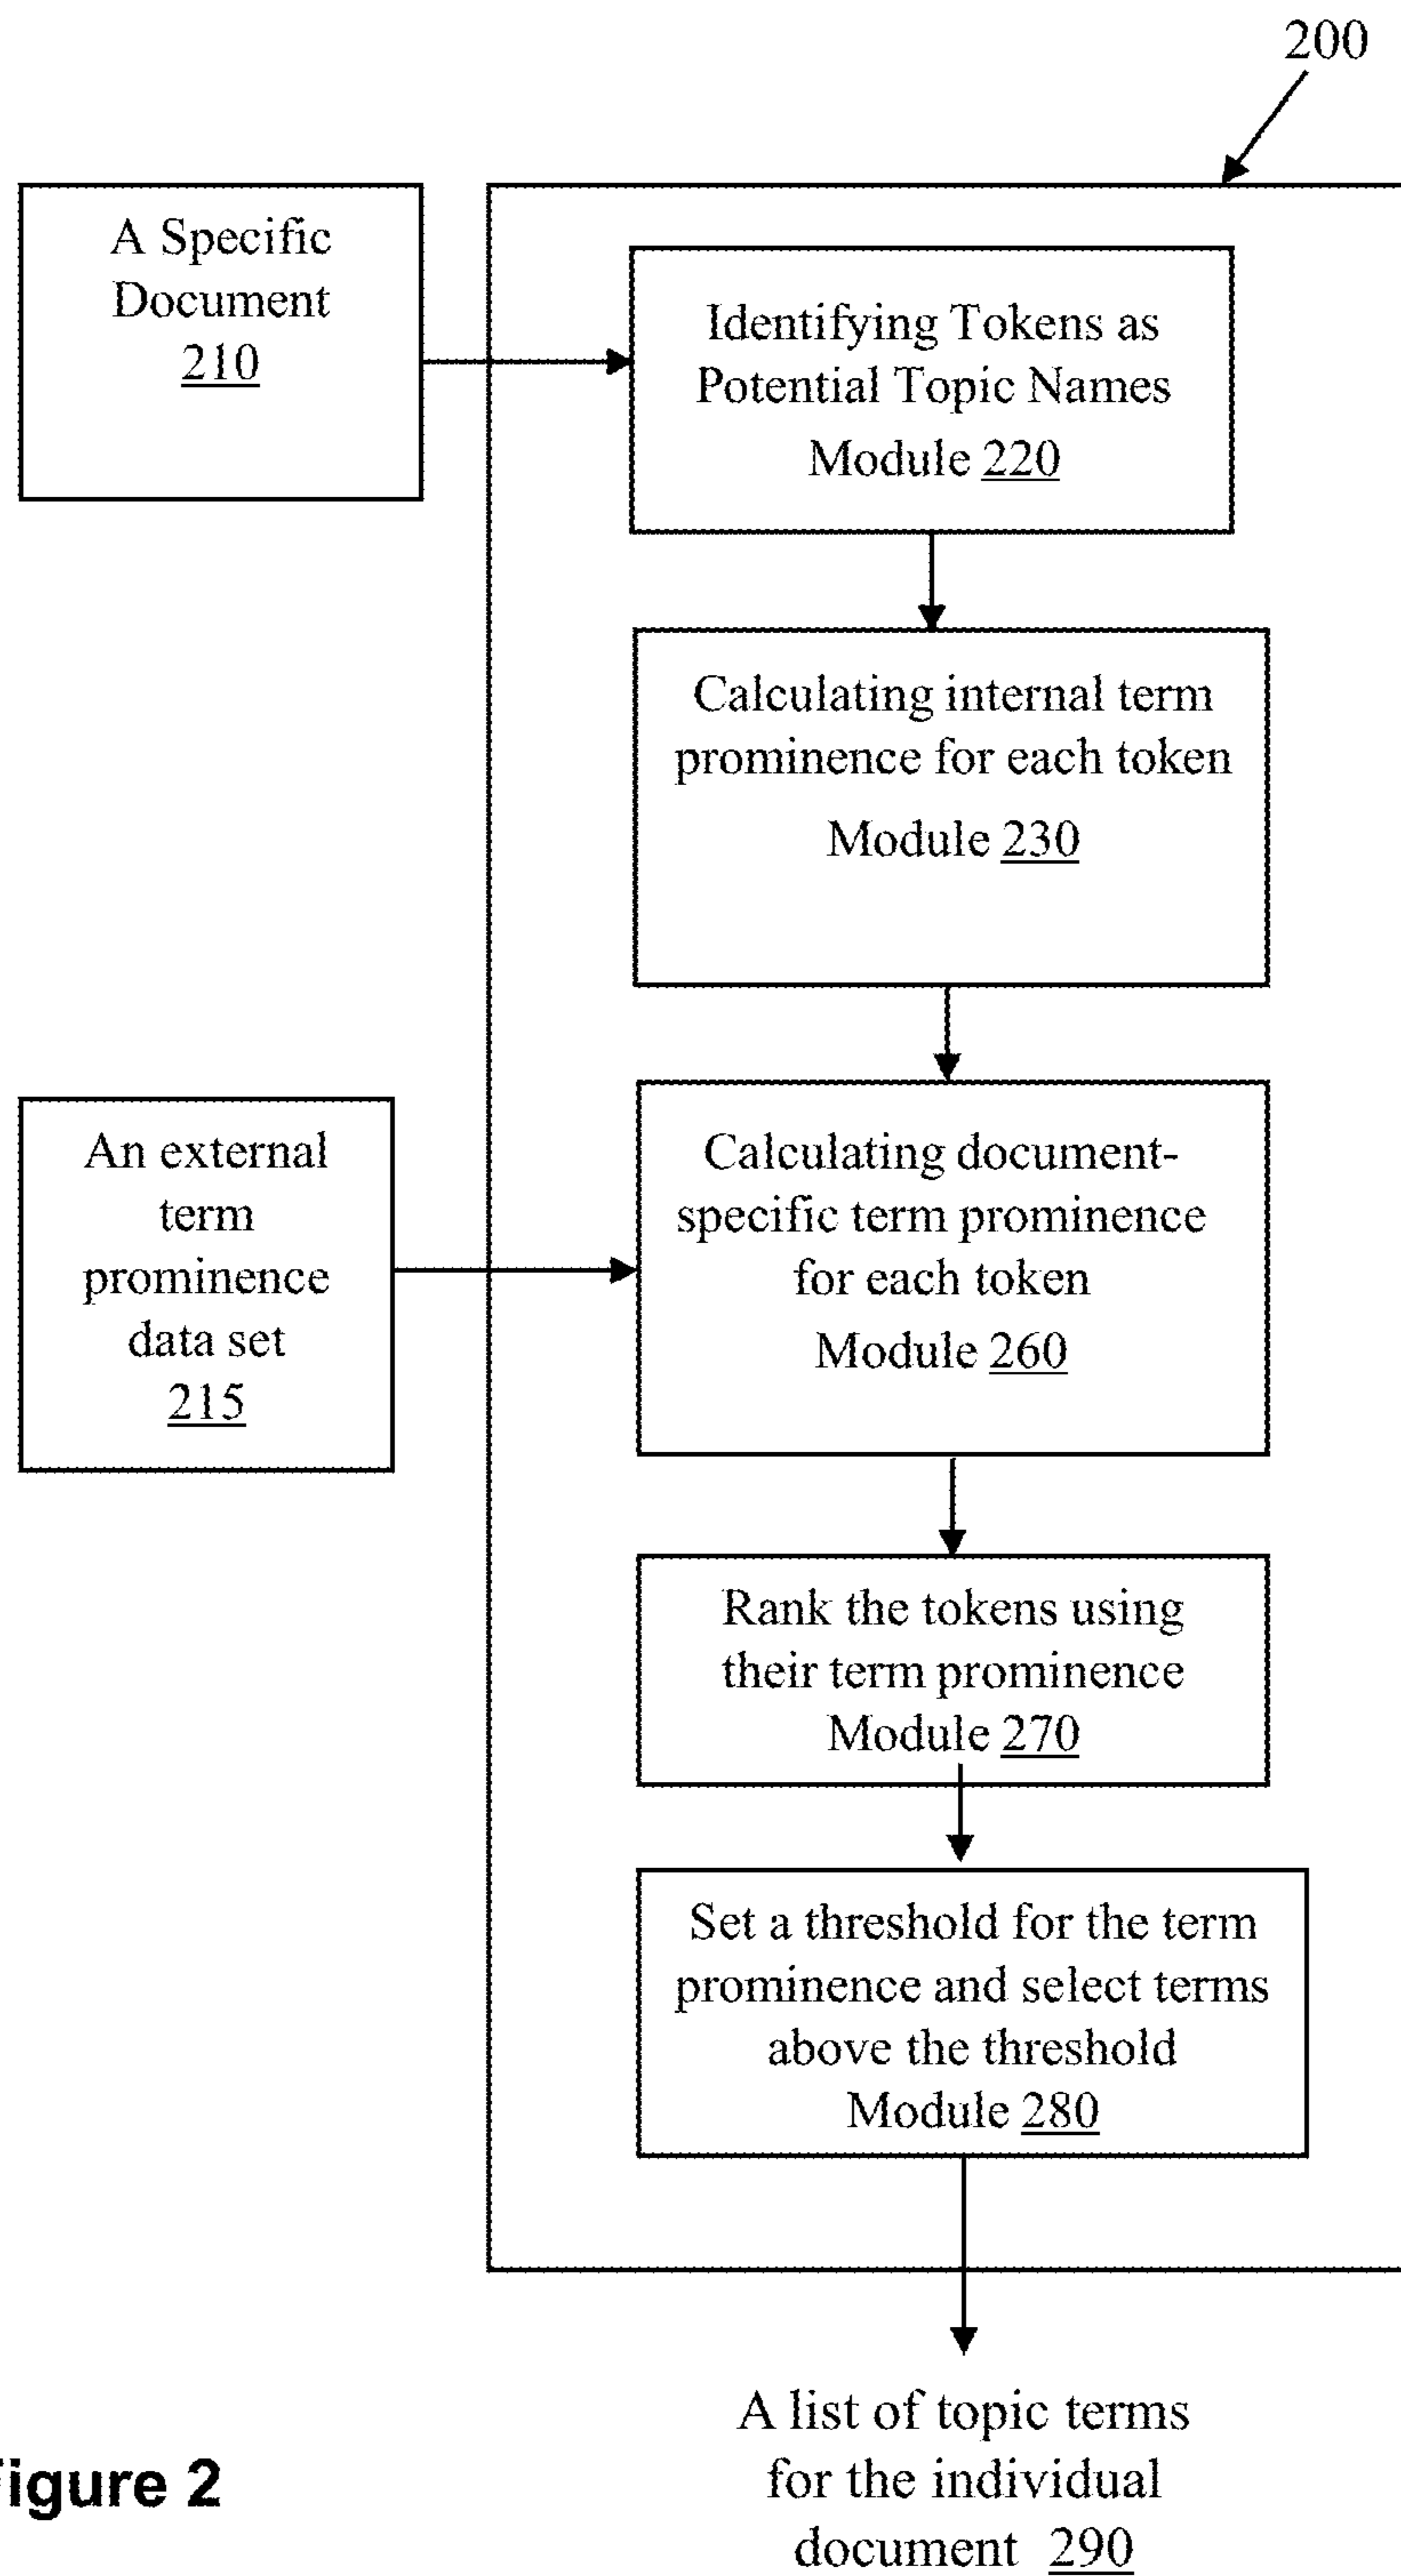 200
A Specific
Document
210
Identifying Tokens as
Potential Topic Names
Module 220
Calculating internal term
prominence for each token
Module 230
An external
term
prominence
data set
215
Calculating document-
specific term prominence
for each token
Module 260
Rank the tokens using
their term prominence
Module 270
Set a threshold for the term
prominence and select terms
above the threshold
Module 280
A list of topic terms
for the individual
document 290
igure 2